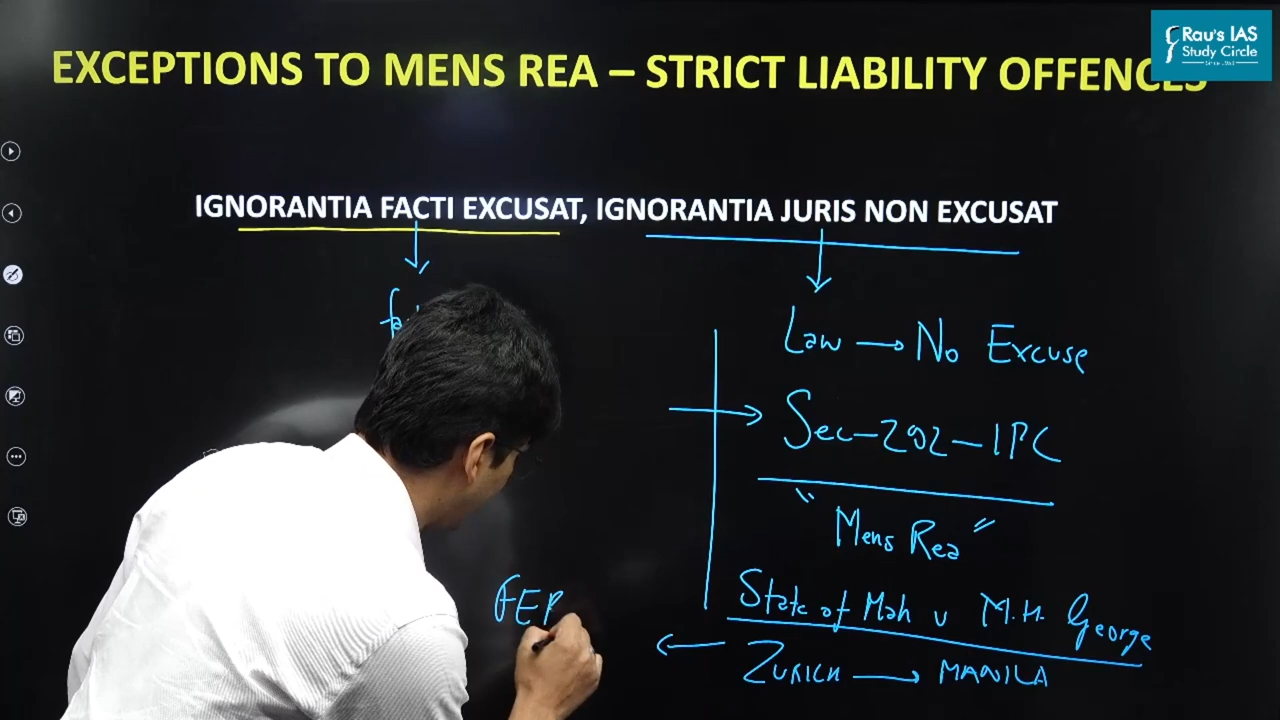 Rau's IAS
Study Circle
EXCEPTIONS TO MENS REA – STRICT LIABILITY OFFENCES
IGNORANTIA FACTI EXCUSAT, IGNORANTIA JURIS NON EXCUSAT
Law → No Excuse
→ Sec-292-IPC
"Mens Rea"
State of Mah v M.H. George
FER
← ZURICH → MANILA